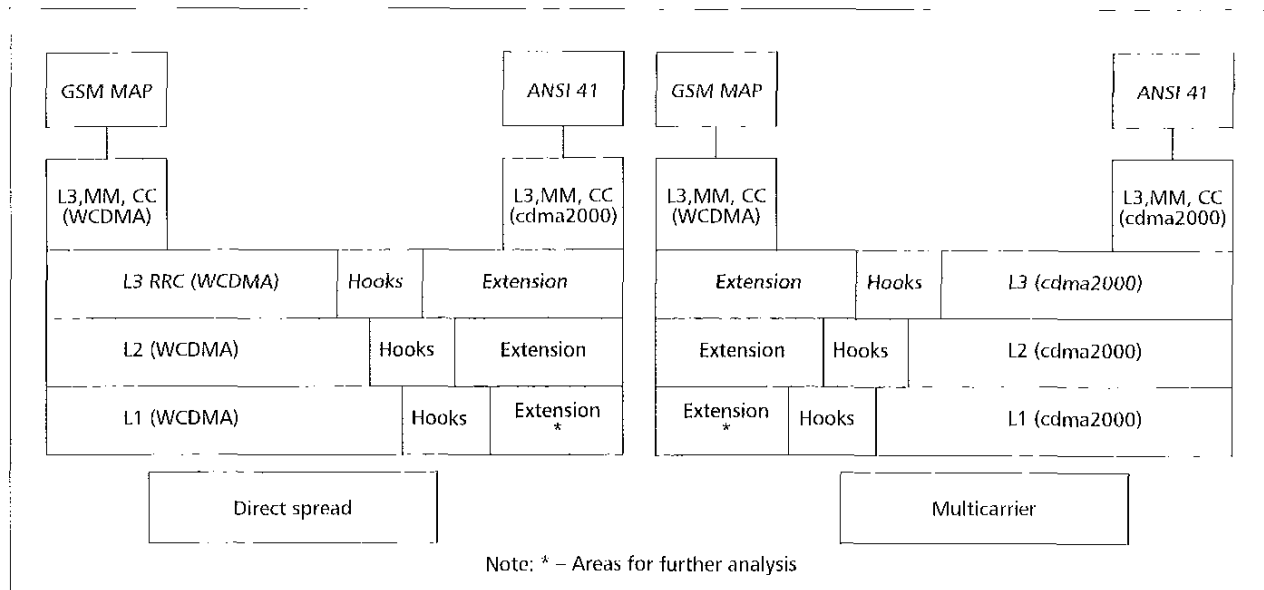 GSM MAP
ANSI 41
GSM MAP
ANSI 41
L3,MM, CC
(WCDMA)
L3,MM, CC
(cdma2000)
L3,MM, CC
(WCDMA)
L3,MM, CC
(cdma2000)
L3 RRC (WCDMA)
Hooks
Extension
Extension
Hooks
L3 (cdma2000)
L2 (WCDMA)
Hooks
Extension
Extension
Hooks
L2 (cdma2000)
L1 (WCDMA)
Hooks
Extension
*
Extension
*
Hooks
L1 (cdma2000)
Direct spread
Multicarrier
Note: * – Areas for further analysis